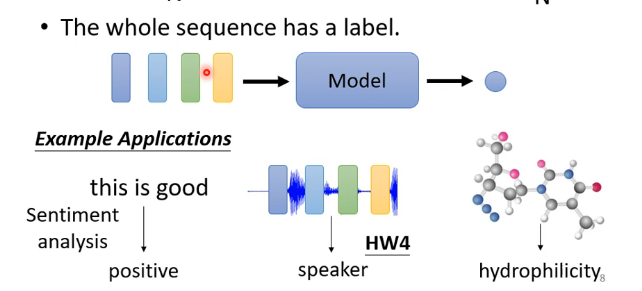 N
• The whole sequence has a label.
Model
Example Applications
this is good
Sentiment
analysis
positive
speaker
HW4
hydrophilicity
8